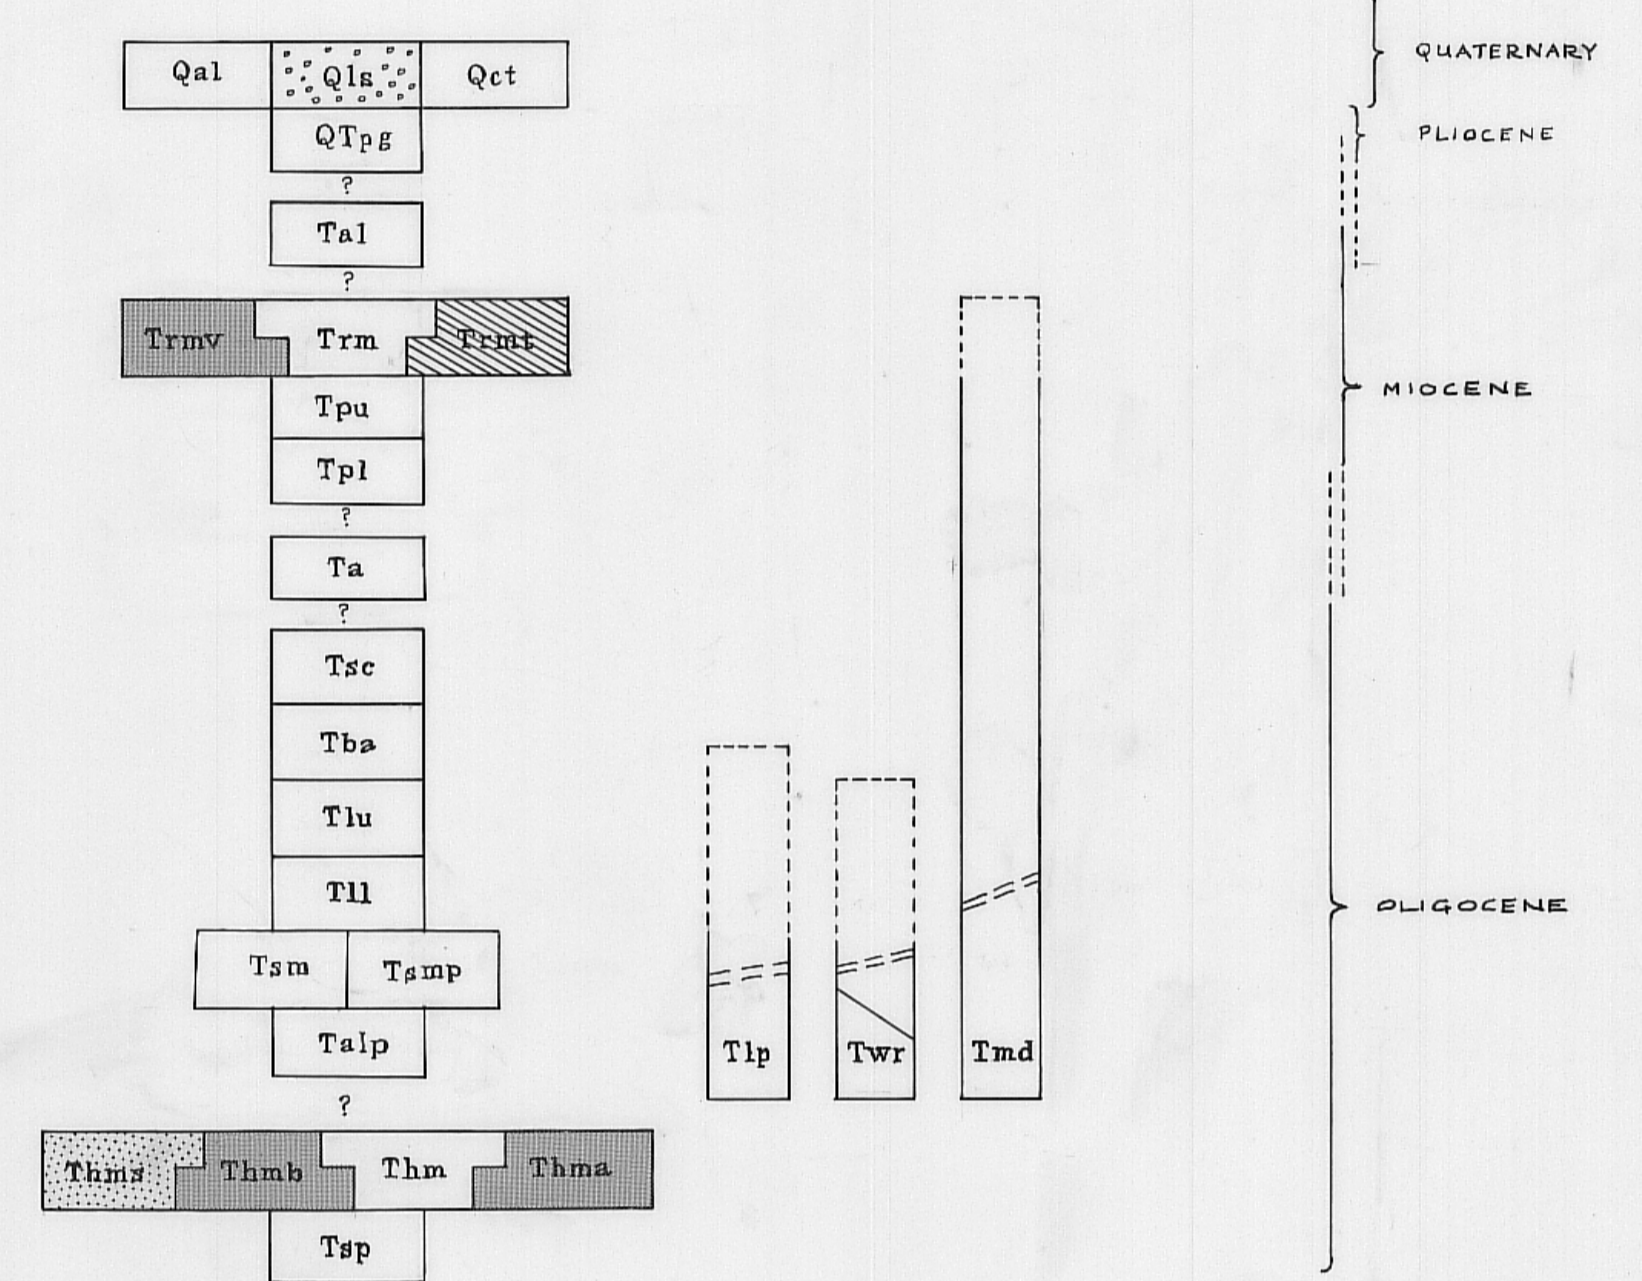 Qal Qls Qct QUATERNARY
QTpg PLIOCENE
?
Tal
?
Trmv Trm Trmt
MIOCENE
Tpu
Tpl
?
Ta
?
Tsc
Tba
Tlu
Tll OLIGOCENE
Tsm Tsmp
Talp Tlp Twr Tmd
?
Thms Thmb Thm Thma
Tsp